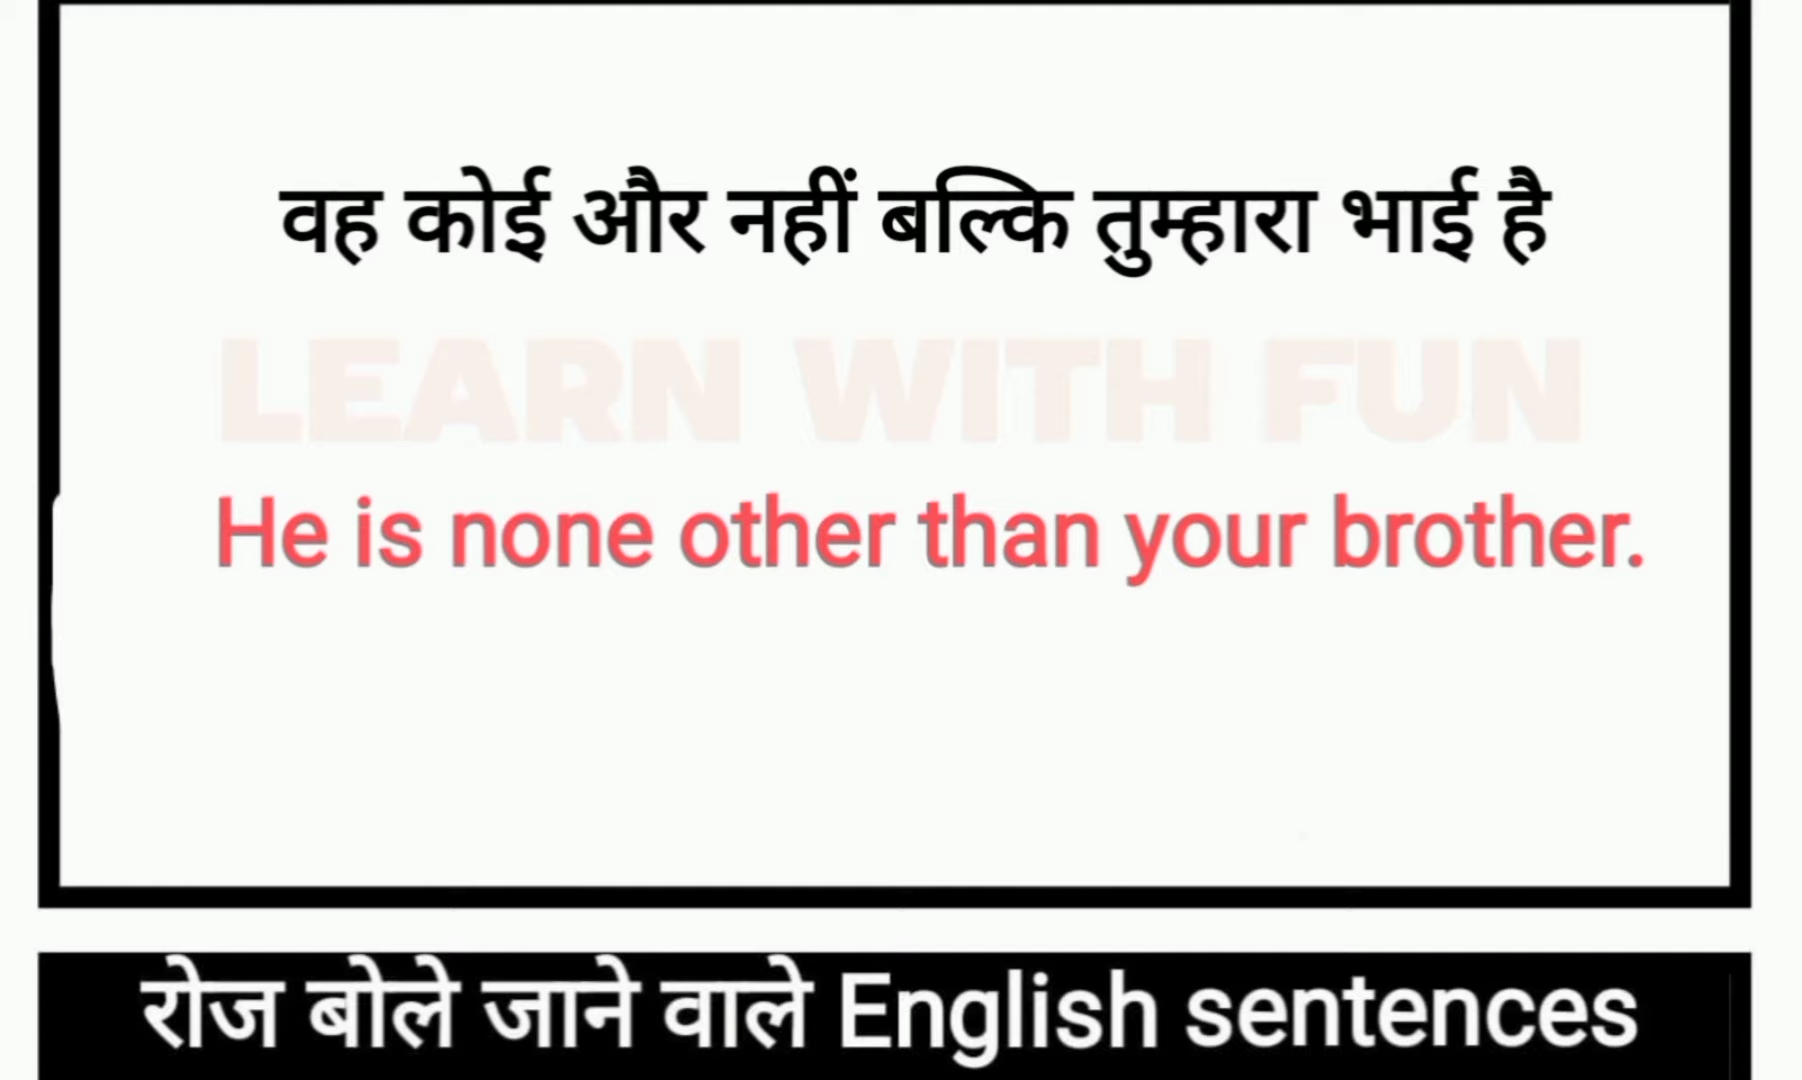 वह कोई और नहीं बल्कि तुम्हारा भाई है
LEARN WITH FUN
He is none other than your brother.
रोज बोले जाने वाले English sentences